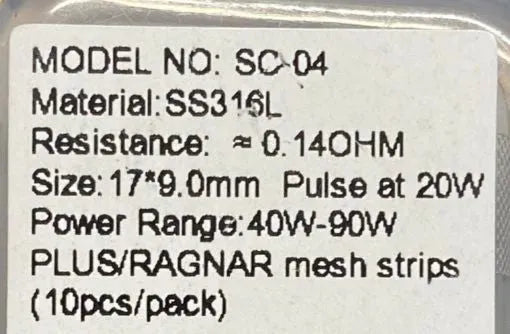 MODEL NO: SC-04
Material:SS316L
Resistance: ≈0.14OHM
Size:17*9.0mm Pulse at 20W
Power Range:40W-90W
PLUS/RAGNAR mesh strips
(10pcs/pack)